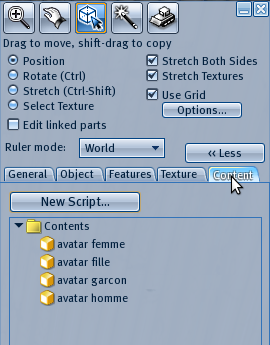 Drag to move, shift-drag to copy
Position
Rotate (Ctrl)
Stretch (Ctrl-Shift)
Select Texture
Edit linked parts
Stretch Both Sides
Stretch Textures
Use Grid
Options...
Ruler mode: World
<< Less
General Object Features Texture Content
New Script...
Contents
avatar femme
avatar fille
avatar garcon
avatar homme